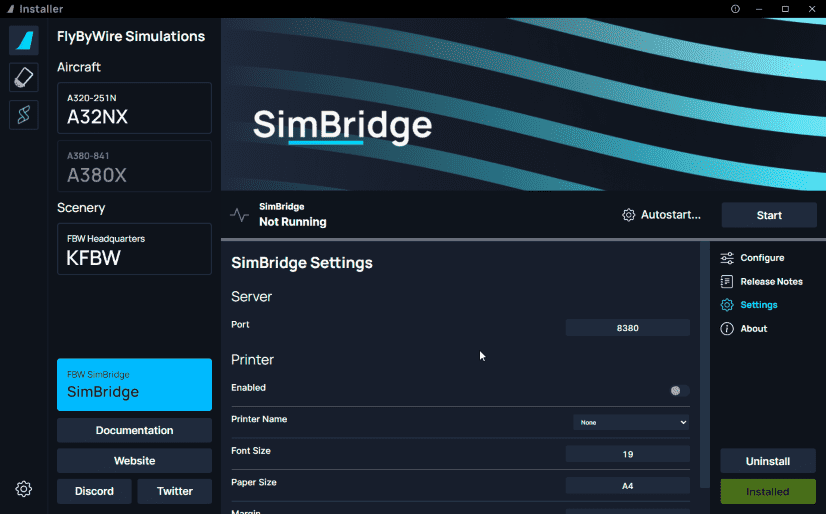 Installer
FlyByWire Simulations
Aircraft
A320-251N
A32NX
A380-841
A380X
Scenery
FBW Headquarters
KFBW
FBW SimBridge
SimBridge
Documentation
Website
Discord
Twitter
SimBridge
SimBridge
Not Running
Autostart...
Start
SimBridge Settings
Server
Port
8380
Printer
Enabled
Printer Name
None
Font Size
19
Paper Size
A4
Margin
Configure
Release Notes
Settings
About
Uninstall
Installed